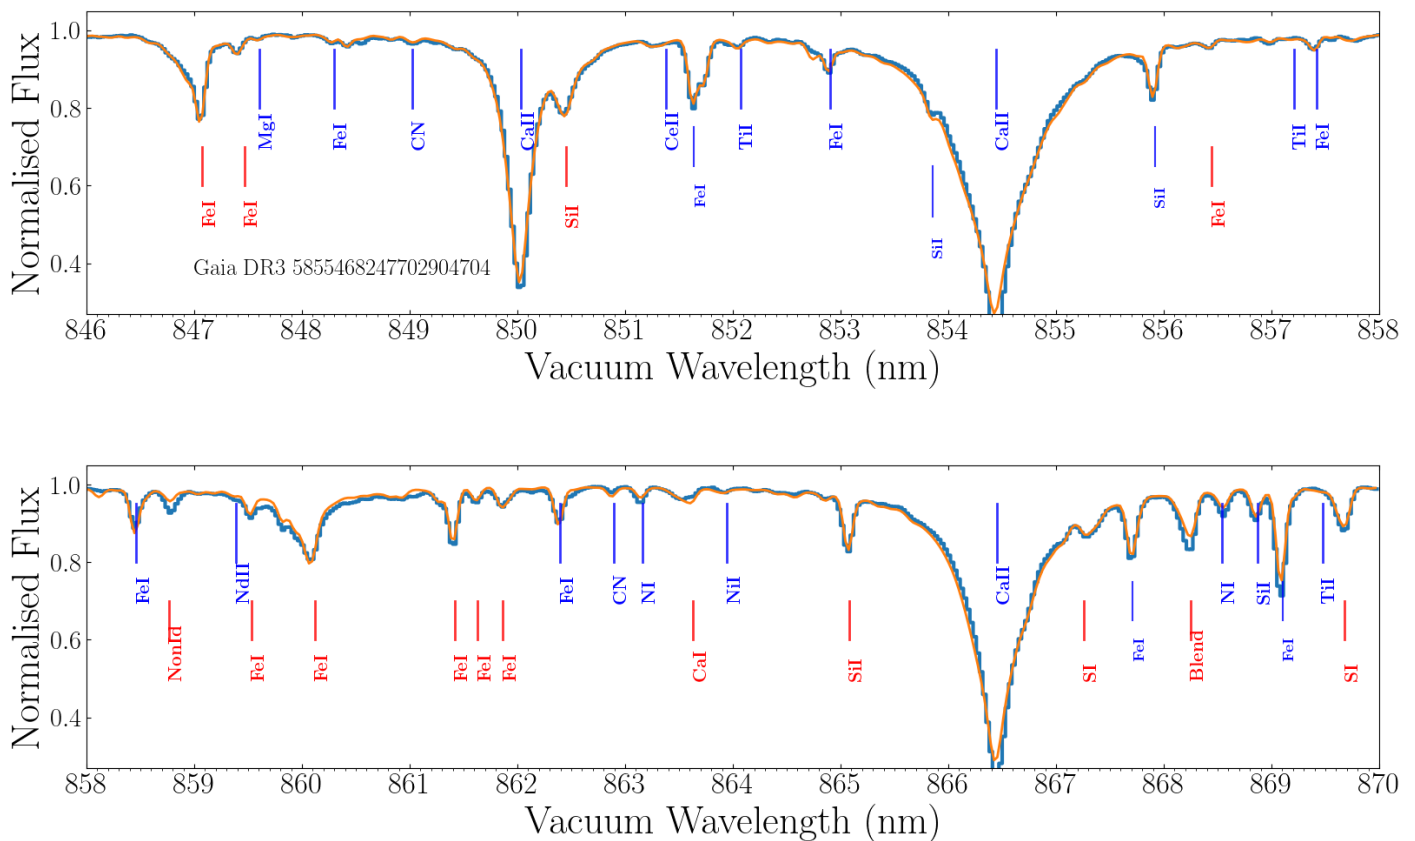 Normalised Flux
1.0
0.8
0.6
0.4
MgI
FeI
CN
CaII
CeII
TiI
FeI
CaII
TiI
FeI
FeI
SiI
SiI
FeI
FeI
SiI
FeI
Gaia DR3 5855468247702904704
846 847 848 849 850 851 852 853 854 855 856 857 858
Vacuum Wavelength (nm)
Normalised Flux
1.0
0.8
0.6
0.4
FeI
NdII
FeI
CN
NI
NiI
CaII
NI
SiI
TiI
FeI
FeI
NonId
FeI
FeI
FeI
FeI
FeI
CaI
SiI
SI
Blend
SI
858 859 860 861 862 863 864 865 866 867 868 869 870
Vacuum Wavelength (nm)